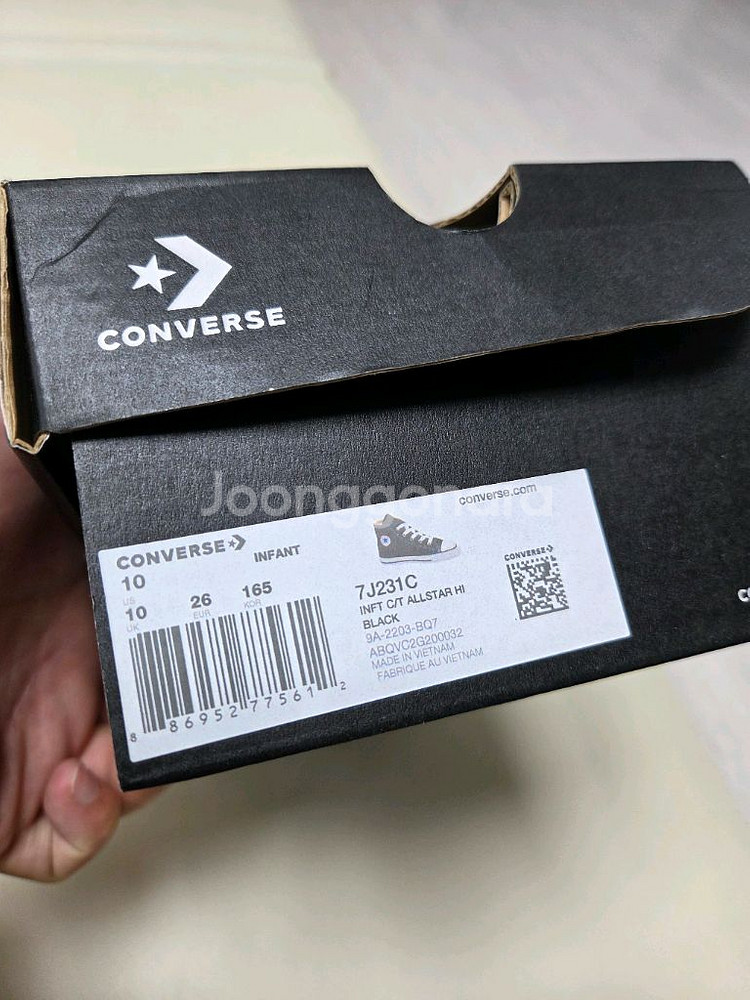 CONVERSE
Joonggonara
converse.com
CONVERSE
INFANT
10
US
10
UK
26
EUR
165
KOR
8 86952 77561 2
7J231C
INFT C/T ALLSTAR HI
BLACK
9A-2203-BQ7
ABQVC2G200032
MADE IN VIETNAM
FABRIQUE AU VIETNAM
CONVERSE